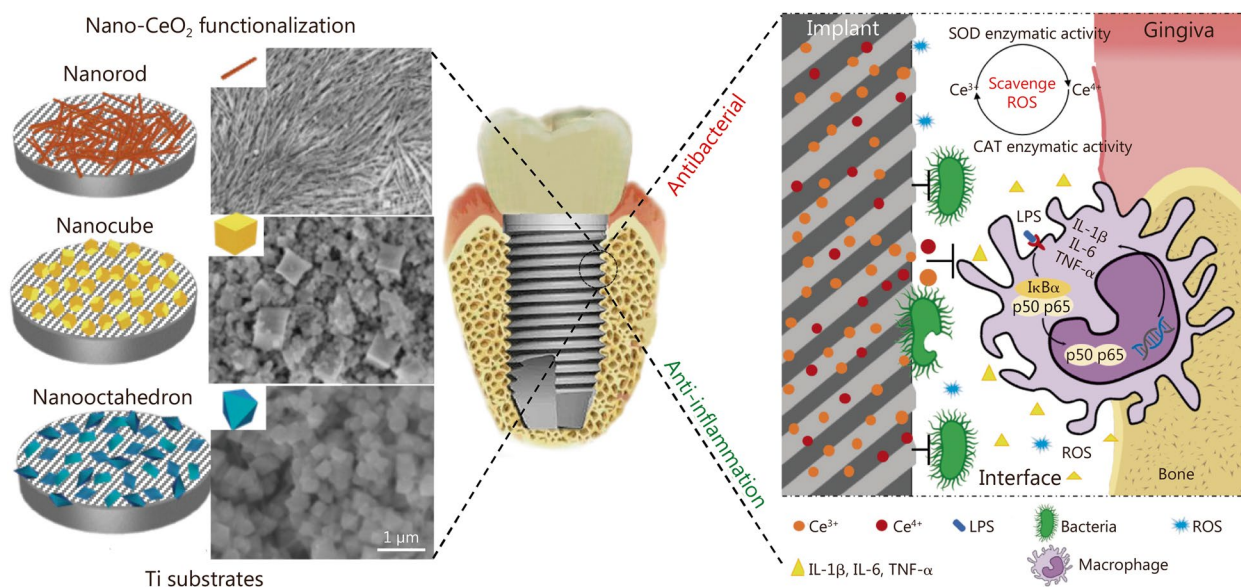 Nano-CeO₂ functionalization
Nanorod
Nanocube
Nanooctahedron
1 μm
Ti substrates
Antibacterial
Anti-inflammation
Implant
SOD enzymatic activity
Gingiva
Ce³⁺
Scavenge
ROS
Ce⁴⁺
CAT enzymatic activity
LPS
IL-1β
IL-6
TNF-α
IκBα
p50 p65
p50 p65
ROS
Interface
Bone
Ce³⁺
Ce⁴⁺
LPS
Bacteria
ROS
IL-1β, IL-6, TNF-α
Macrophage